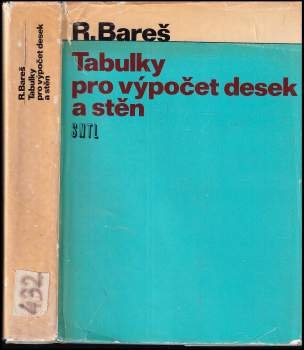 R.Bareš
Tabulky
pro výpočet desek
a stěn
432
R.Bareš
Tabulky
pro výpočet desek
a stěn
SNTL